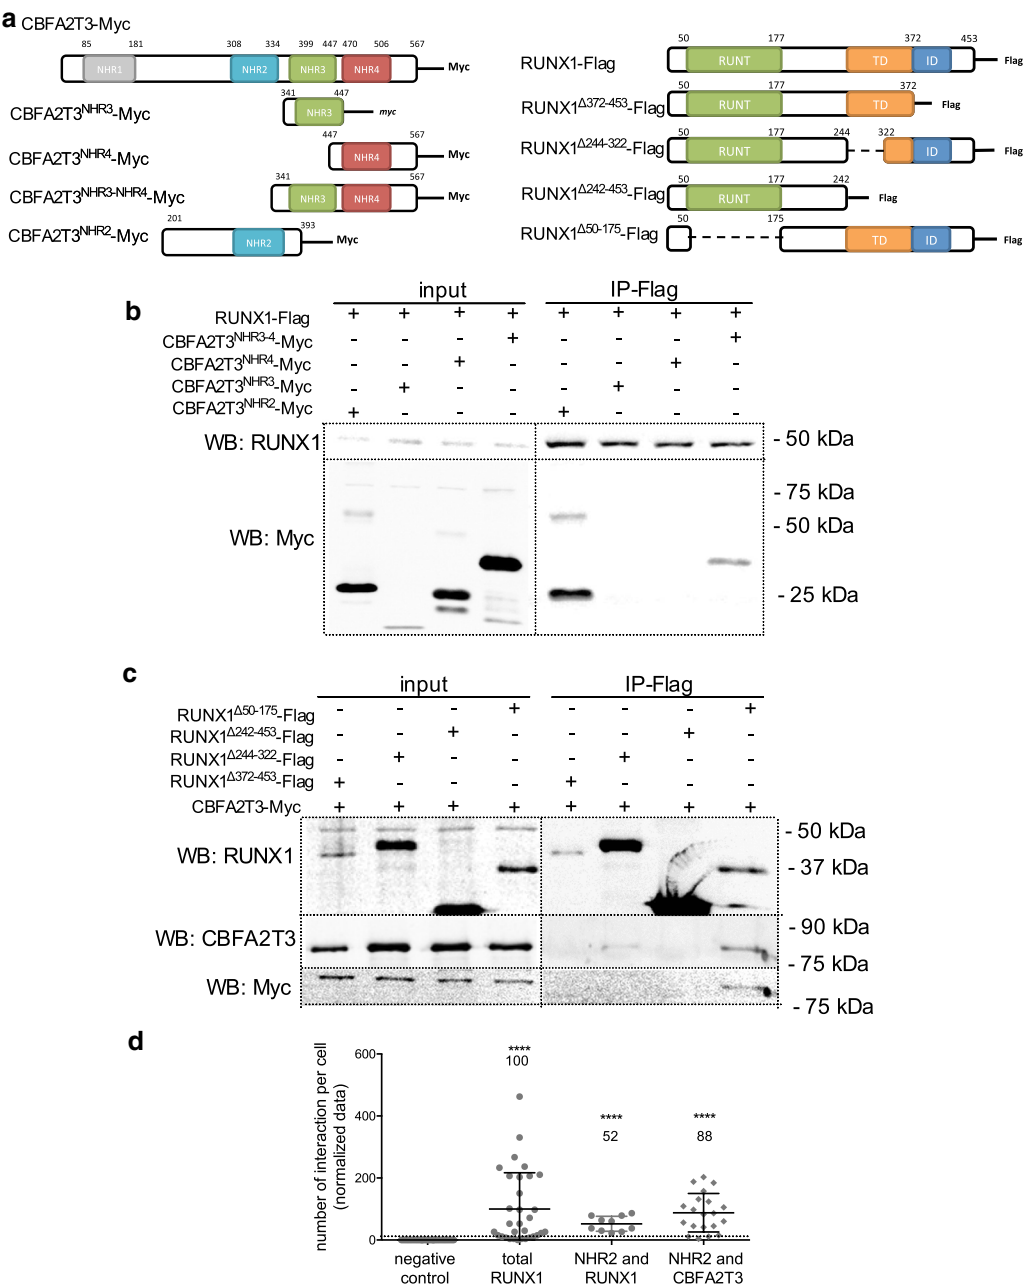 a CBFA2T3-Myc
85 181 308 334 399 447 470 506 567
NHR1 NHR2 NHR3 NHR4 Myc
CBFA2T3NHR3-Myc
341 447
NHR3 myc
CBFA2T3NHR4-Myc
447 567
NHR4 Myc
CBFA2T3NHR3-NHR4-Myc
341 567
NHR3 NHR4 Myc
CBFA2T3NHR2-Myc
201 393
NHR2 Myc
RUNX1-Flag
50 177 372 453
RUNT TD ID Flag
RUNX1Δ372-453-Flag
50 177 372
RUNT TD Flag
RUNX1Δ244-322-Flag
50 177 244 322
RUNT ID Flag
RUNX1Δ242-453-Flag
50 177 242
RUNT Flag
RUNX1Δ50-175-Flag
50 175
TD ID Flag
b
input IP-Flag
RUNX1-Flag + + + + + + + +
CBFA2T3NHR3-4-Myc - - - + - - - +
CBFA2T3NHR4-Myc - - + - - - + -
CBFA2T3NHR3-Myc - + - - - + - -
CBFA2T3NHR2-Myc + - - - + - - -
WB: RUNX1 - 50 kDa
WB: Myc
- 75 kDa
- 50 kDa
- 25 kDa
c
input IP-Flag
RUNX1Δ50-175-Flag - - - + - - - +
RUNX1Δ242-453-Flag - - + - - - + -
RUNX1Δ244-322-Flag - + - - - + - -
RUNX1Δ372-453-Flag + - - - + - - -
CBFA2T3-Myc + + + + + + + +
WB: RUNX1
- 50 kDa
- 37 kDa
WB: CBFA2T3
- 90 kDa
- 75 kDa
WB: Myc
- 75 kDa
d
number of interaction per cell
(normalized data)
600
400
200
0
****
100
****
52
****
88
negative
control
total
RUNX1
NHR2 and
RUNX1
NHR2 and
CBFA2T3